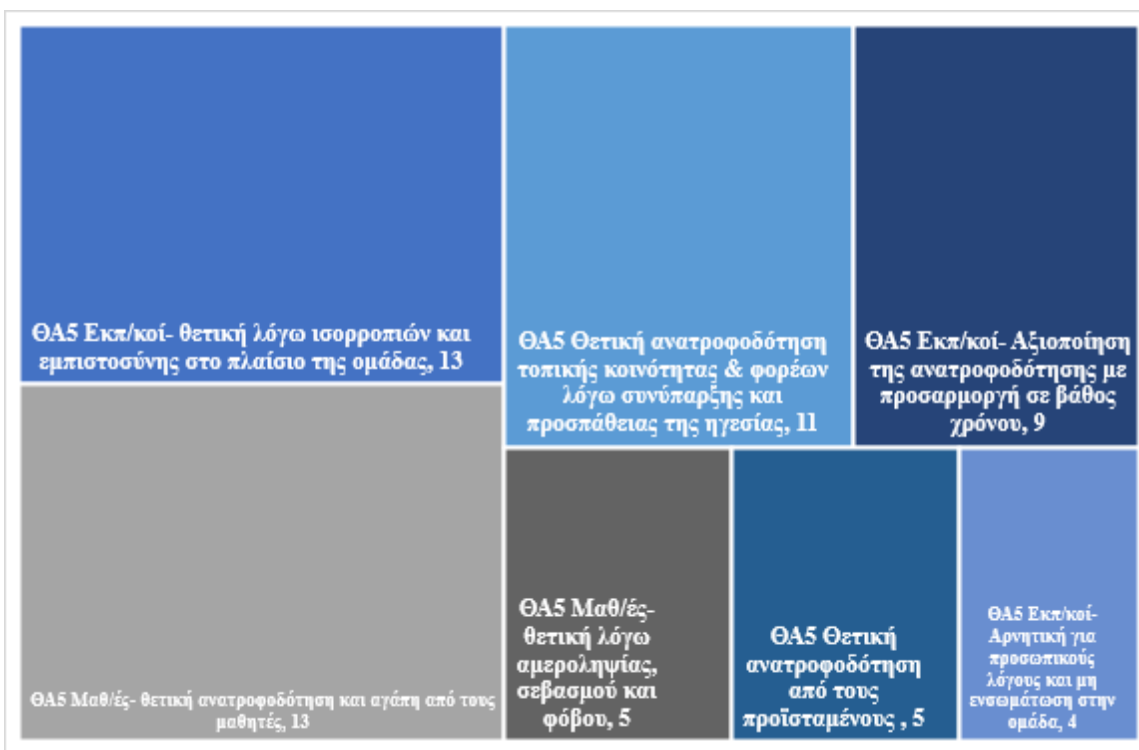 ΘΑ5 Εκπ/κοί- θετική λόγω ισορροπιών και
εμπιστοσύνης στο πλαίσιο της ομάδας, 13
ΘΑ5 Μαθ/ές- θετική ανατροφοδότηση και αγάπη από τους
μαθητές, 13
ΘΑ5 Θετική ανατροφοδότηση
τοπικής κοινότητας & φορέων
λόγω συνύπαρξης και
προσπάθειας της ηγεσίας, 11
ΘΑ5 Εκπ/κοί- Αξιοποίηση
της ανατροφοδότησης με
προσαρμοργή σε βάθος
χρόνου, 9
ΘΑ5 Μαθ/ές-
θετική λόγω
αμεροληψίας,
σεβασμού και
φόβου, 5
ΘΑ5 Θετική
ανατροφοδότηση
από τους
προϊσταμένους , 5
ΘΑ5 Εκπ/κοί-
Αρνητική για
προσωπικούς
λόγους και μη
ενσωμάτωση στην
ομάδα, 4